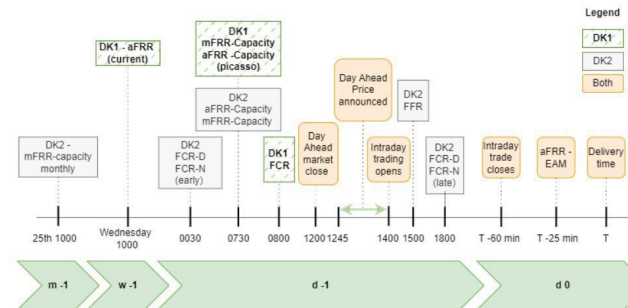 Legend
DK1
DK2
Both
DK1 - aFRR
(current)
DK1
mFRR-Capacity
aFRR -Capacity
(picasso)
Day Ahead
Price
announced
DK2
aFRR-Capacity
mFRR-Capacity
DK2
FFR
DK2 -
mFRR-capacity
monthly
DK2
FCR-D
FCR-N
(early)
DK1
FCR
Day
Ahead
market
close
Intraday
trading
opens
DK2
FCR-D
FCR-N
(late)
Intraday
trade
closes
aFRR -
EAM
Delivery
time
25th 1000
Wednesday
1000
0030
0730
0800
1200
1245
1400
1500
1800
T -60 min
T -25 min
T
m -1
w -1
d -1
d 0